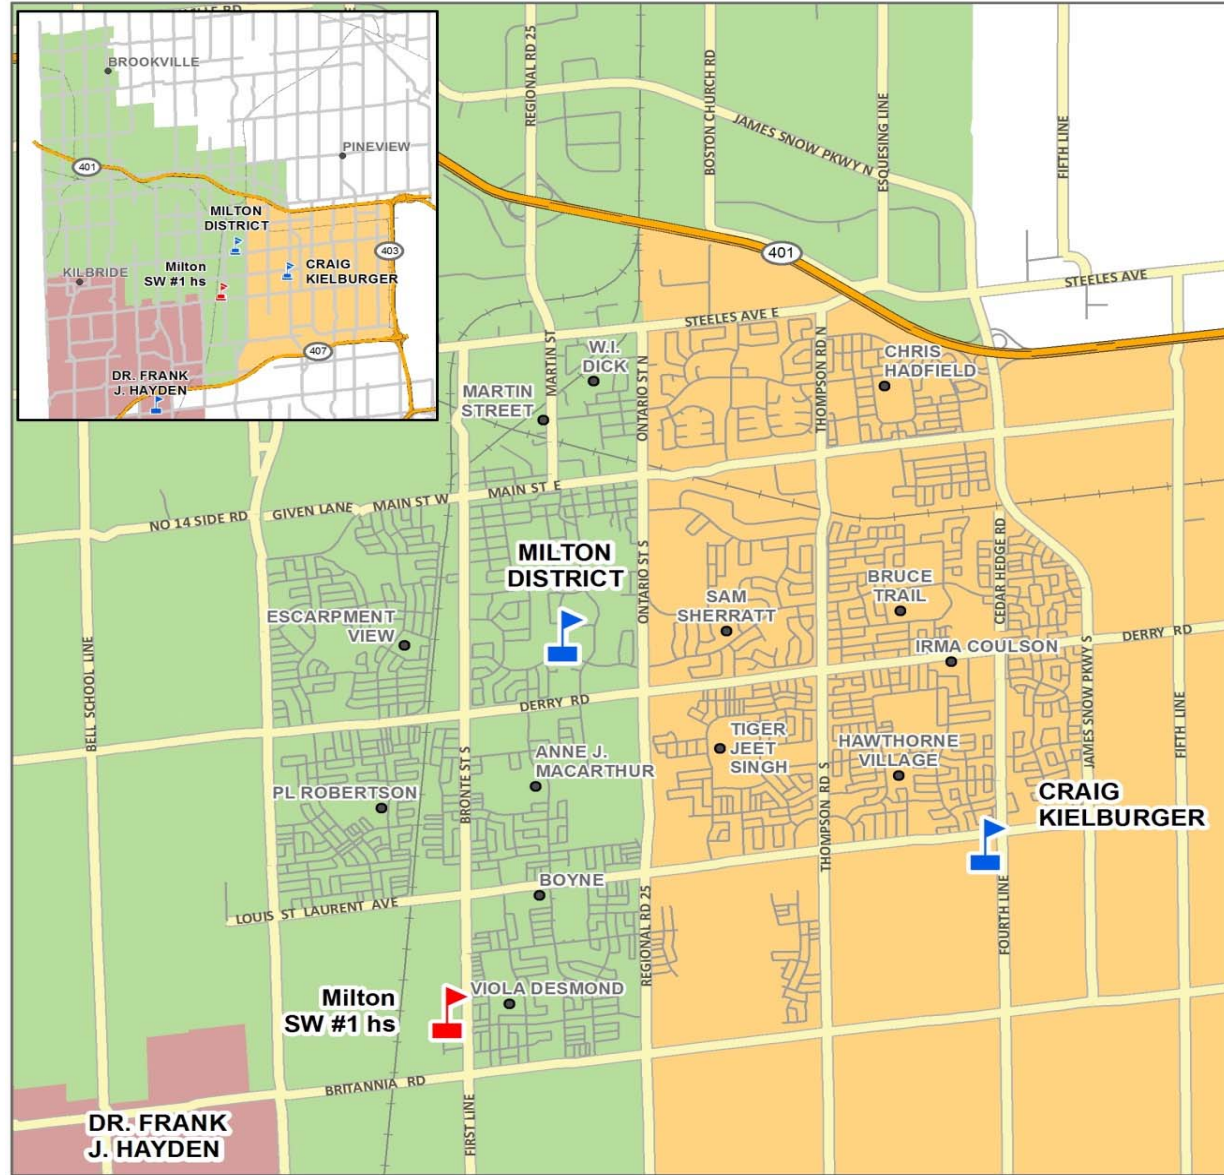 BROOKVILLE
PINEVIEW
401
MILTON
DISTRICT
403
KILBRIDE
Milton
SW #1 hs
CRAIG
KIELBURGER
407
DR. FRANK
J. HAYDEN
REGIONAL RD 25
BOSTON CHURCH RD
JAMES SNOW PKWY N
ESQUESING LINE
FIFTH LINE
401
STEELES AVE
STEELES AVE E
W.I.
DICK
MARTIN ST
MARTIN
STREET
ONTARIO ST N
THOMPSON RD N
CHRIS
HADFIELD
NO 14 SIDE RD
GIVEN LANE
MAIN ST W
MAIN ST E
MILTON
DISTRICT
ONTARIO ST S
SAM
SHERRATT
BRUCE
TRAIL
CEDAR HEDGE RD
ESCARPMENT
VIEW
IRMA COULSON
DERRY RD
BELL SCHOOL LINE
DERRY RD
JAMES SNOW PKWY S
FIFTH LINE
ANNE J.
MACARTHUR
TIGER
JEET
SINGH
HAWTHORNE
VILLAGE
PL ROBERTSON
BRONTE ST S
THOMPSON RD S
CRAIG
KIELBURGER
BOYNE
LOUIS ST LAURENT AVE
REGIONAL RD 25
FOURTH LINE
Milton
SW #1 hs
VIOLA DESMOND
BRITANNIA RD
DR. FRANK
J. HAYDEN
FIRST LINE